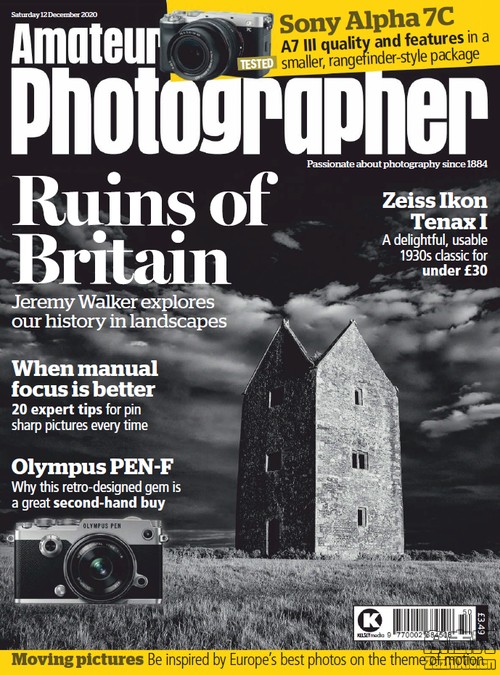 Saturday 12 December 2020
Amateur
Photographer
Passionate about photography since 1884
TESTED
Sony Alpha 7C
A7 III quality and features in a
smaller, rangefinder-style package
Ruins of
Britain
Jeremy Walker explores
our history in landscapes
Zeiss Ikon
Tenax I
A delightful, usable
1930s classic for
under £30
When manual
focus is better
20 expert tips for pin
sharp pictures every time
Olympus PEN-F
Why this retro-designed gem is
a great second-hand buy
OLYMPUS PEN
K
KELSEYmedia
50
£3.49
Moving pictures Be inspired by Europe's best photos on the theme of motion